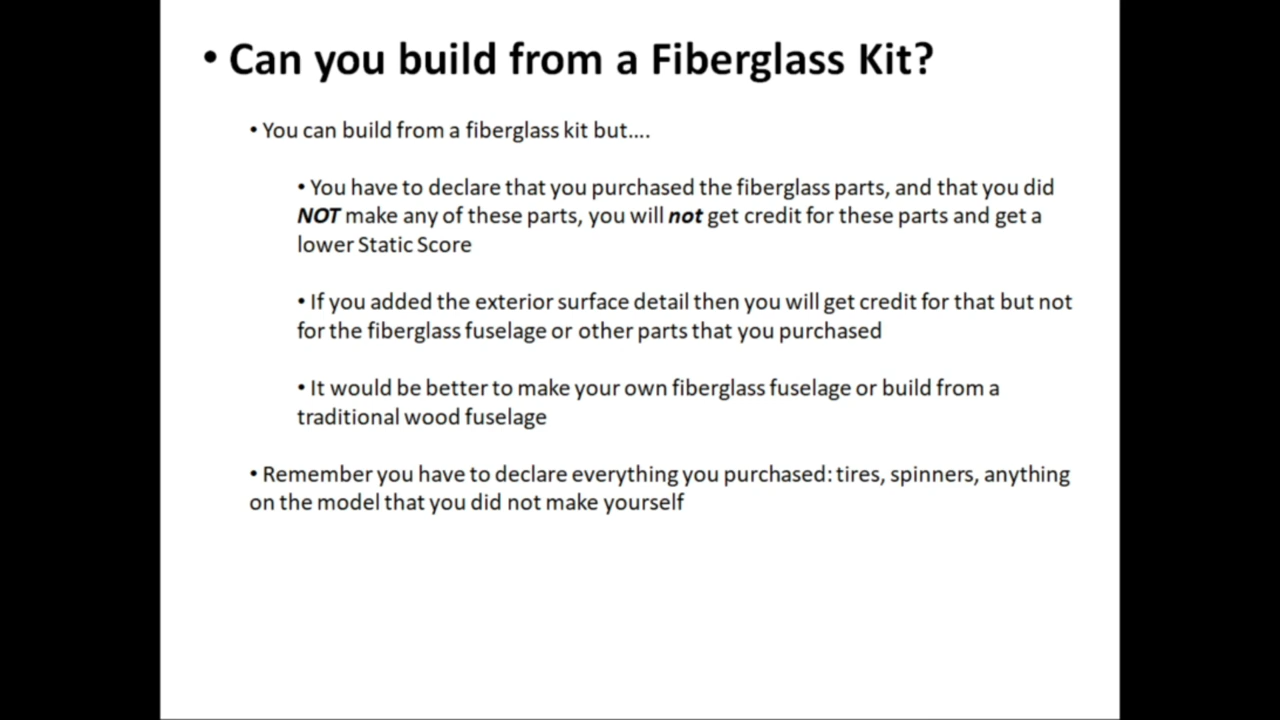 • Can you build from a Fiberglass Kit?
• You can build from a fiberglass kit but....
• You have to declare that you purchased the fiberglass parts, and that you did
NOT make any of these parts, you will not get credit for these parts and get a
lower Static Score
• If you added the exterior surface detail then you will get credit for that but not
for the fiberglass fuselage or other parts that you purchased
• It would be better to make your own fiberglass fuselage or build from a
traditional wood fuselage
• Remember you have to declare everything you purchased: tires, spinners, anything
on the model that you did not make yourself